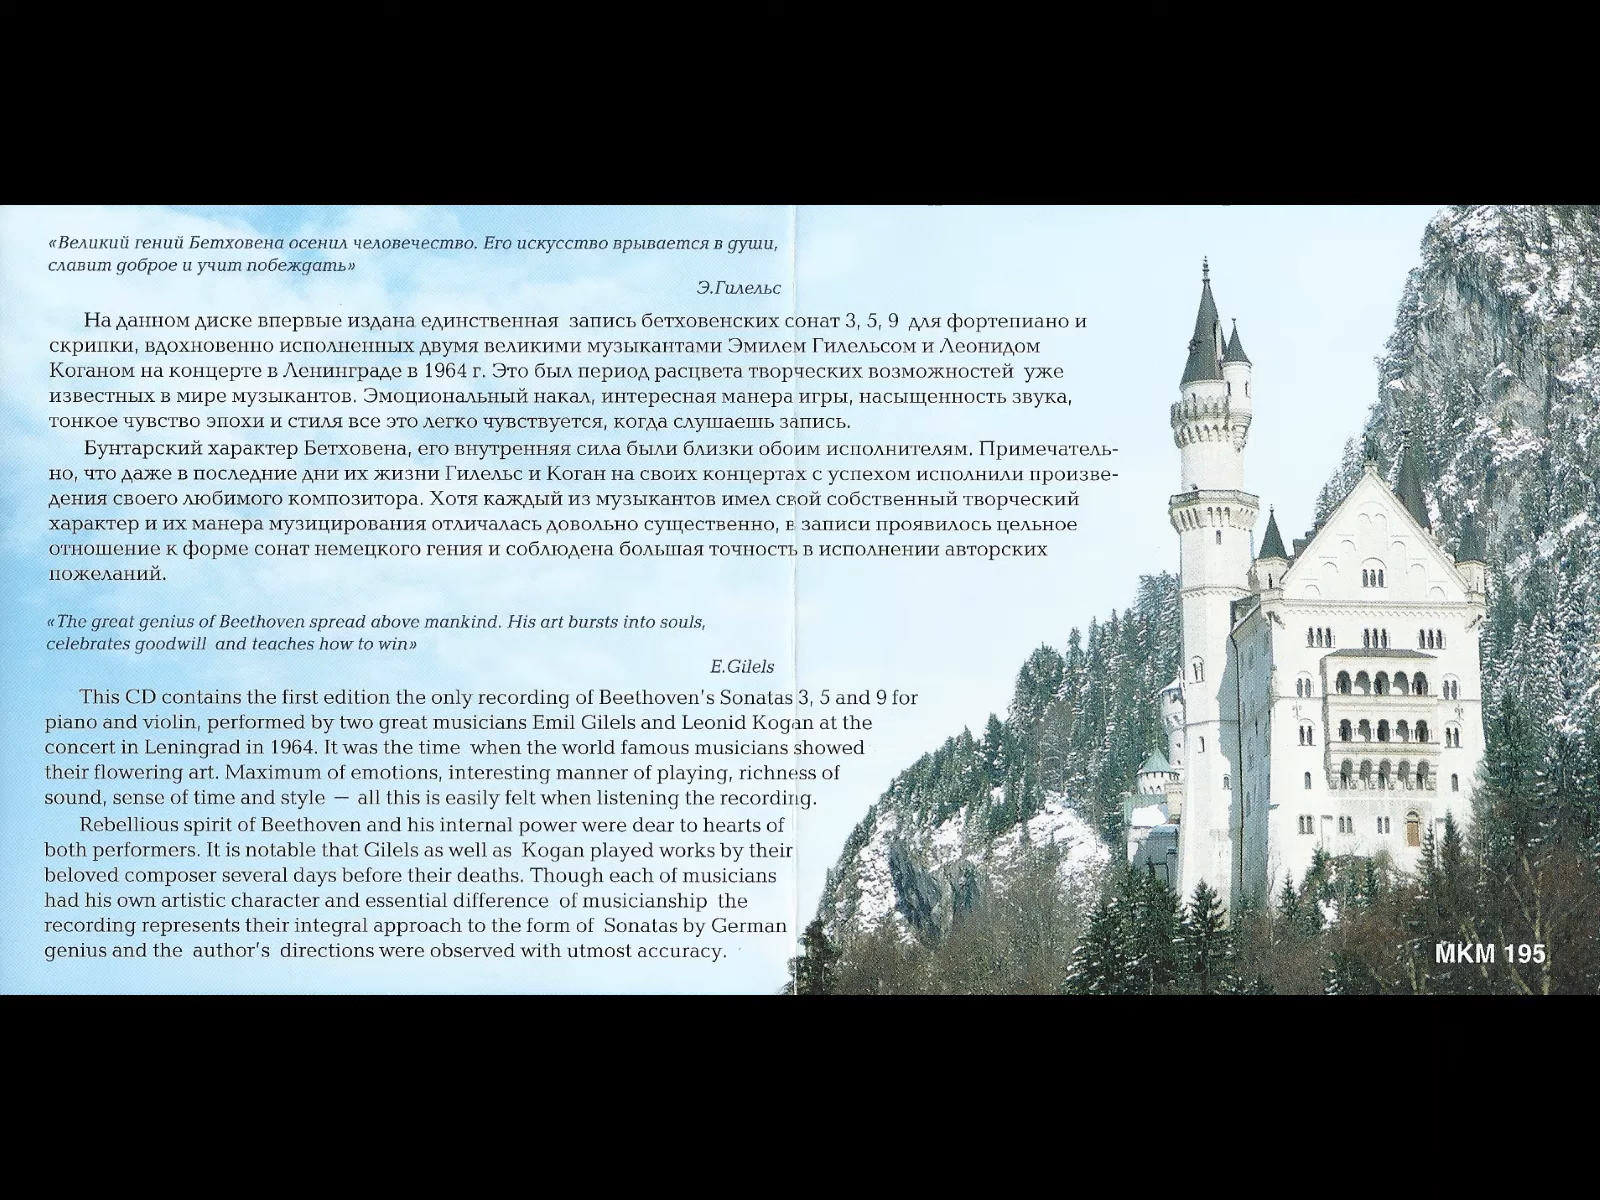 «Великий гений Бетховена осенил человечество. Его искусство врывается в души,
славит доброе и учит побеждать»
Э.Гилельс
На данном диске впервые издана единственная запись бетховенских сонат 3, 5, 9 для фортепиано и
скрипки, вдохновенно исполненных двумя великими музыкантами Эмилем Гилельсом и Леонидом
Коганом на концерте в Ленинграде в 1964 г. Это был период расцвета творческих возможностей уже
известных в мире музыкантов. Эмоциональный накал, интересная манера игры, насыщенность звука,
тонкое чувство эпохи и стиля все это легко чувствуется, когда слушаешь запись.
Бунтарский характер Бетховена, его внутренняя сила были близки обоим исполнителям. Примечатель-
но, что даже в последние дни их жизни Гилельс и Коган на своих концертах с успехом исполнили произве-
дения своего любимого композитора. Хотя каждый из музыкантов имел свой собственный творческий
характер и их манера музицирования отличалась довольно существенно, в записи проявилось цельное
отношение к форме сонат немецкого гения и соблюдена большая точность в исполнении авторских
пожеланий.
«The great genius of Beethoven spread above mankind. His art bursts into souls,
celebrates goodwill and teaches how to win»
E.Gilels
This CD contains the first edition the only recording of Beethoven's Sonatas 3, 5 and 9 for
piano and violin, performed by two great musicians Emil Gilels and Leonid Kogan at the
concert in Leningrad in 1964. It was the time when the world famous musicians showed
their flowering art. Maximum of emotions, interesting manner of playing, richness of
sound, sense of time and style — all this is easily felt when listening the recording.
Rebellious spirit of Beethoven and his internal power were dear to hearts of
both performers. It is notable that Gilels as well as Kogan played works by their
beloved composer several days before their deaths. Though each of musicians
had his own artistic character and essential difference of musicianship the
recording represents their integral approach to the form of Sonatas by German
genius and the author's directions were observed with utmost accuracy.
MKM 195